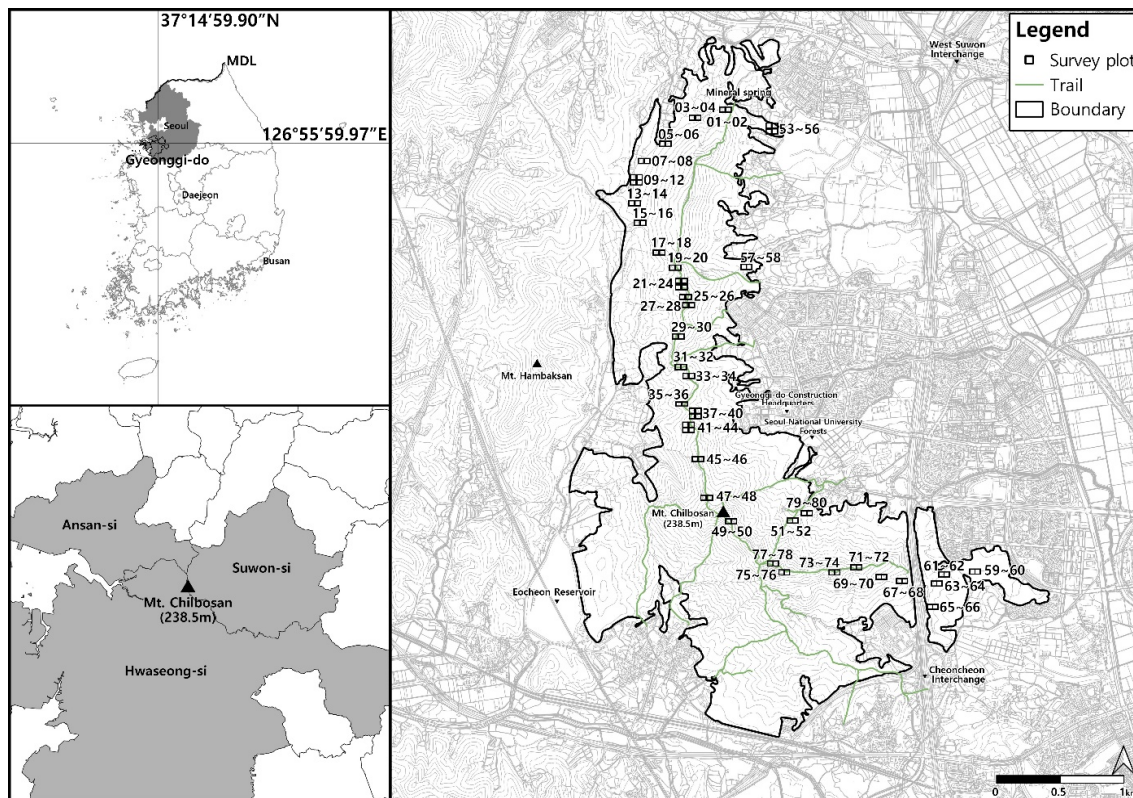 37°14′59.90″N
MDL
Seoul
126°55′59.97″E
Gyeonggi-do
Daejeon
Busan
Ansan-si
Suwon-si
Mt. Chilbosan
(238.5m)
Hwaseong-si
West Suwon
Interchange
Legend
Survey plot
Trail
Boundary
Mineral spring
03~04
01~02
53~56
05~06
07~08
09~12
13~14
15~16
17~18
19~20
57~58
21~24
25~26
27~28
29~30
31~32
Mt. Hambaksan
33~34
35~36
Gyeonggi-do Construction
Headquarters
37~40
Seoul National University
Forests
41~44
45~46
47~48
79~80
Mt. Chilbosan
(238.5m)
49~50
51~52
77~78
75~76
73~74
71~72
69~70
67~68
61~62
59~60
63~64
65~66
Eocheon Reservoir
Cheoncheon
Interchange
0
0.5
1km